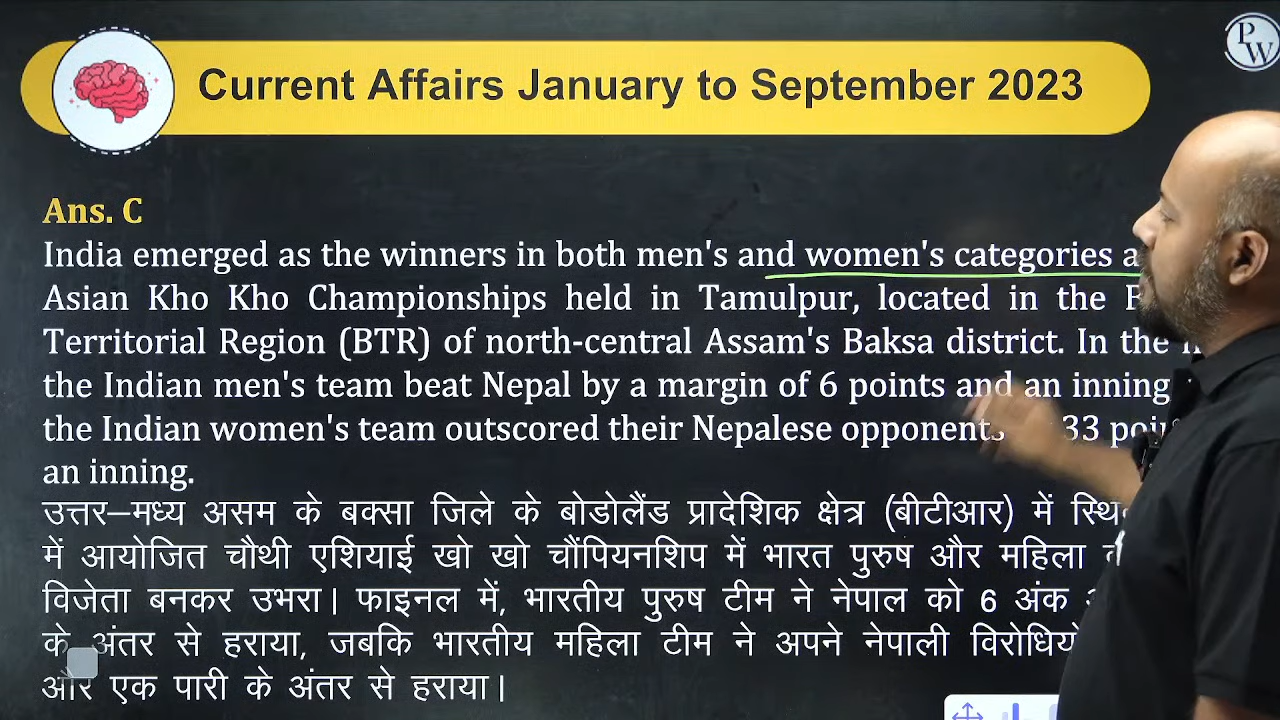 PW
Current Affairs January to September 2023
Ans. C
India emerged as the winners in both men's and women's categories
Asian Kho Kho Championships held in Tamulpur, located in the
Territorial Region (BTR) of north-central Assam's Baksa district. In the
the Indian men's team beat Nepal by a margin of 6 points and an inning
the Indian women's team outscored their Nepalese opponents 33
an inning.
उत्तर–मध्य असम के बक्सा जिले के बोडोलैंड प्रादेशिक क्षेत्र (बीटीआर) में
में आयोजित चौथी एशियाई खो खो चौंपियनशिप में भारत पुरुष और महिला
विजेता बनकर उभरा। फाइनल में, भारतीय पुरुष टीम ने नेपाल को 6 अंक
के अंतर से हराया, जबकि भारतीय महिला टीम ने अपने नेपाली
और एक पारी के अंतर से हराया।